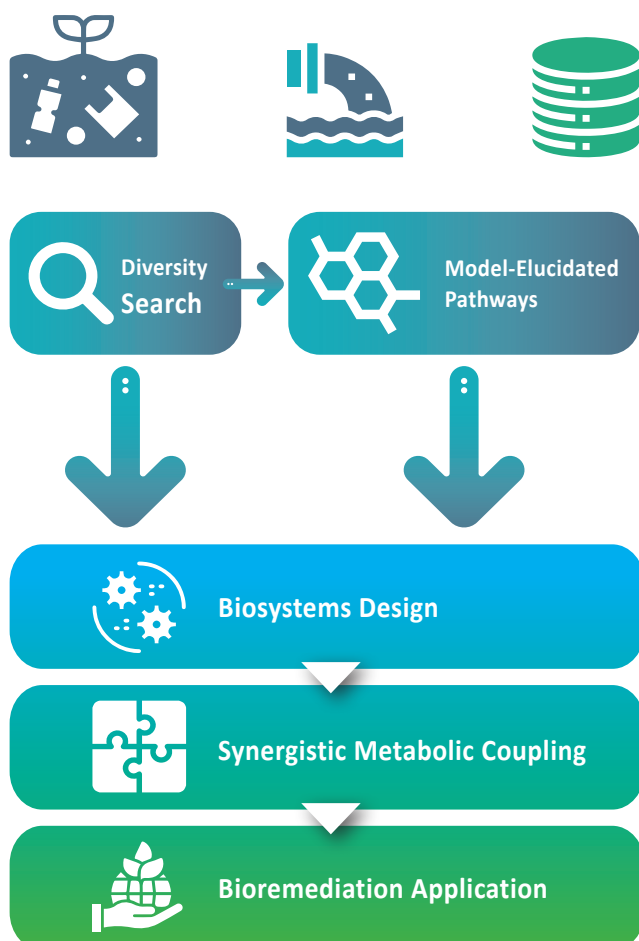 Diversity
Search
Model-Elucidated
Pathways
Biosystems Design
Synergistic Metabolic Coupling
Bioremediation Application